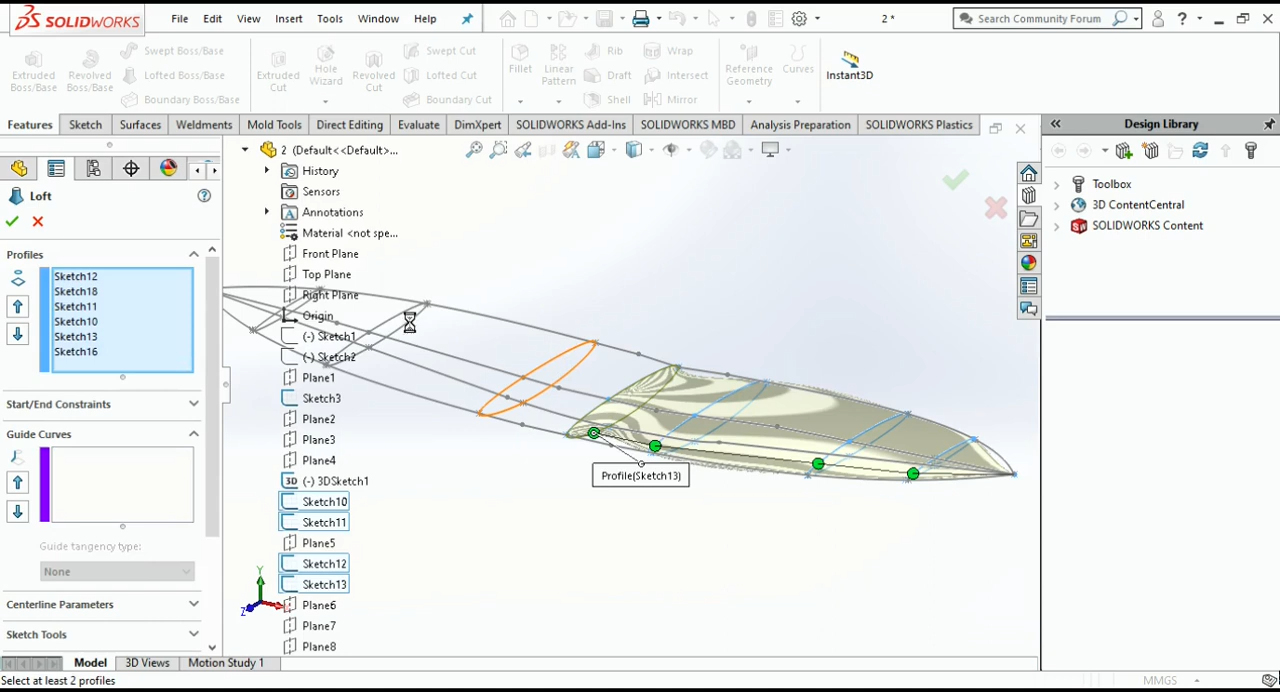 SOLIDWORKS File Edit View Insert Tools Window Help 2 * Search Community Forum ?
Extruded Boss/Base
Revolved Boss/Base
Swept Boss/Base
Lofted Boss/Base
Boundary Boss/Base
Extruded Cut
Hole Wizard
Revolved Cut
Swept Cut
Lofted Cut
Boundary Cut
Fillet
Linear Pattern
Rib
Draft
Shell
Wrap
Intersect
Mirror
Reference Geometry
Curves
Instant3D
Features Sketch Surfaces Weldments Mold Tools Direct Editing Evaluate DimXpert SOLIDWORKS Add-Ins SOLIDWORKS MBD Analysis Preparation SOLIDWORKS Plastics
Loft
Profiles
Sketch12
Sketch18
Sketch11
Sketch10
Sketch13
Sketch16
Start/End Constraints
Guide Curves
Guide tangency type:
None
Centerline Parameters
Sketch Tools
2 (Default<<Default>...
History
Sensors
Annotations
Material <not spe...
Front Plane
Top Plane
Right Plane
Origin
(-) Sketch1
(-) Sketch2
Plane1
Sketch3
Plane2
Plane3
Plane4
3D (-) 3DSketch1
Sketch10
Sketch11
Plane5
Sketch12
Sketch13
Plane6
Plane7
Plane8
Profile(Sketch13)
Y
Z
Design Library
Toolbox
3D ContentCentral
SOLIDWORKS Content
Model 3D Views Motion Study 1
Select at least 2 profiles
MMGS